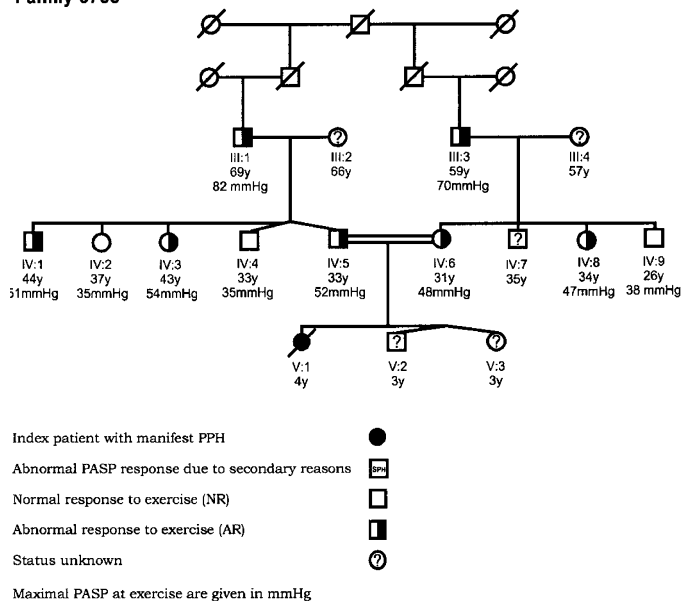 III:1 III:2 III:3 III:4
69y 66y 59y 57y
82 mmHg 70mmHg
? ? ?
IV:1 IV:2 IV:3 IV:4 IV:5 IV:6 IV:7 IV:8 IV:9
44y 37y 43y 33y 33y 31y 35y 34y 26y
51mmHg 35mmHg 54mmHg 35mmHg 52mmHg 48mmHg 47mmHg 38 mmHg
? ?
V:1 V:2 V:3
4y 3y 3y
Index patient with manifest PPH
Abnormal PASP response due to secondary reasons SPH
Normal response to exercise (NR)
Abnormal response to exercise (AR)
Status unknown ?
Maximal PASP at exercise are given in mmHg